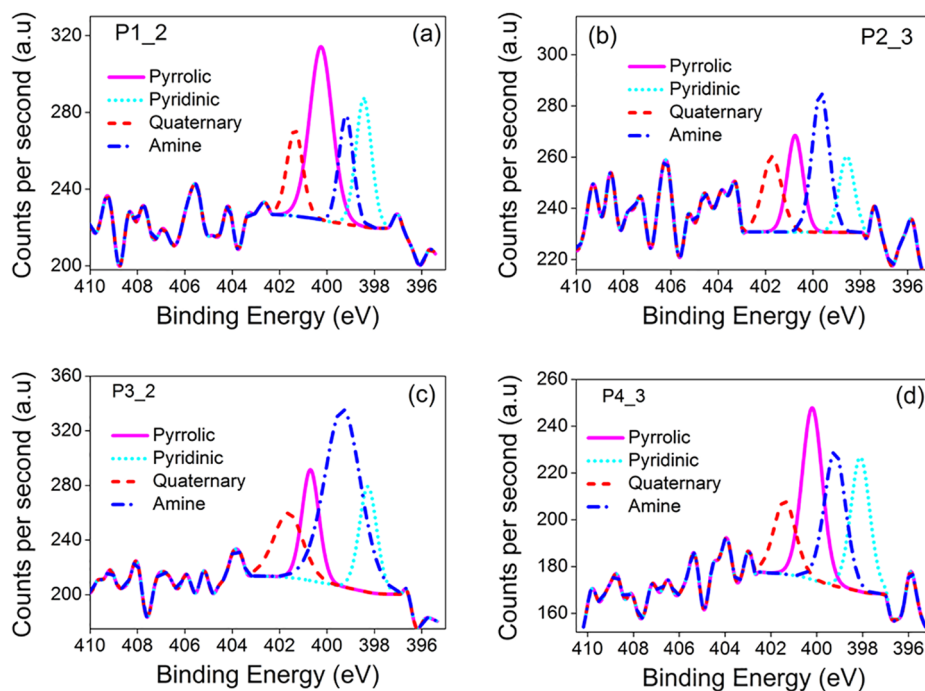 P1_2
(a)
Pyrrolic
Pyridinic
Quaternary
Amine
Counts per second (a.u)
320
280
240
200
410 408 406 404 402 400 398 396
Binding Energy (eV)
(b)
P2_3
Pyrrolic
Pyridinic
Quaternary
Amine
Counts per second (a.u)
300
280
260
240
220
410 408 406 404 402 400 398 396
Binding Energy (eV)
P3_2
(c)
Pyrrolic
Pyridinic
Quaternary
Amine
Counts per second (a.u)
360
320
280
240
200
410 408 406 404 402 400 398 396
Binding Energy (eV)
P4_3
(d)
Pyrrolic
Pyridinic
Quaternary
Amine
Counts per second (a.u)
260
240
220
200
180
160
410 408 406 404 402 400 398 396
Binding Energy (eV)